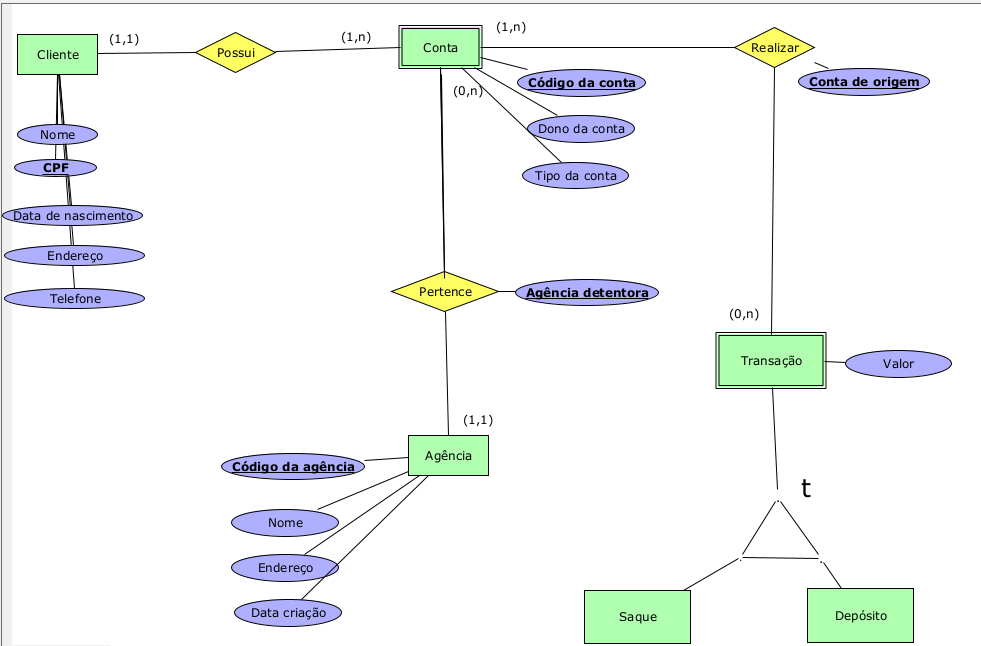 Cliente
(1,1)
Possui
(1,n)
Conta
(1,n)
Realizar
Conta de origem
Código da conta
(0,n)
Dono da conta
Tipo da conta
Nome
CPF
Data de nascimento
Endereço
Telefone
Pertence
Agência detentora
(0,n)
Transação
Valor
(1,1)
Agência
Código da agência
Nome
Endereço
Data criação
t
Saque
Depósito